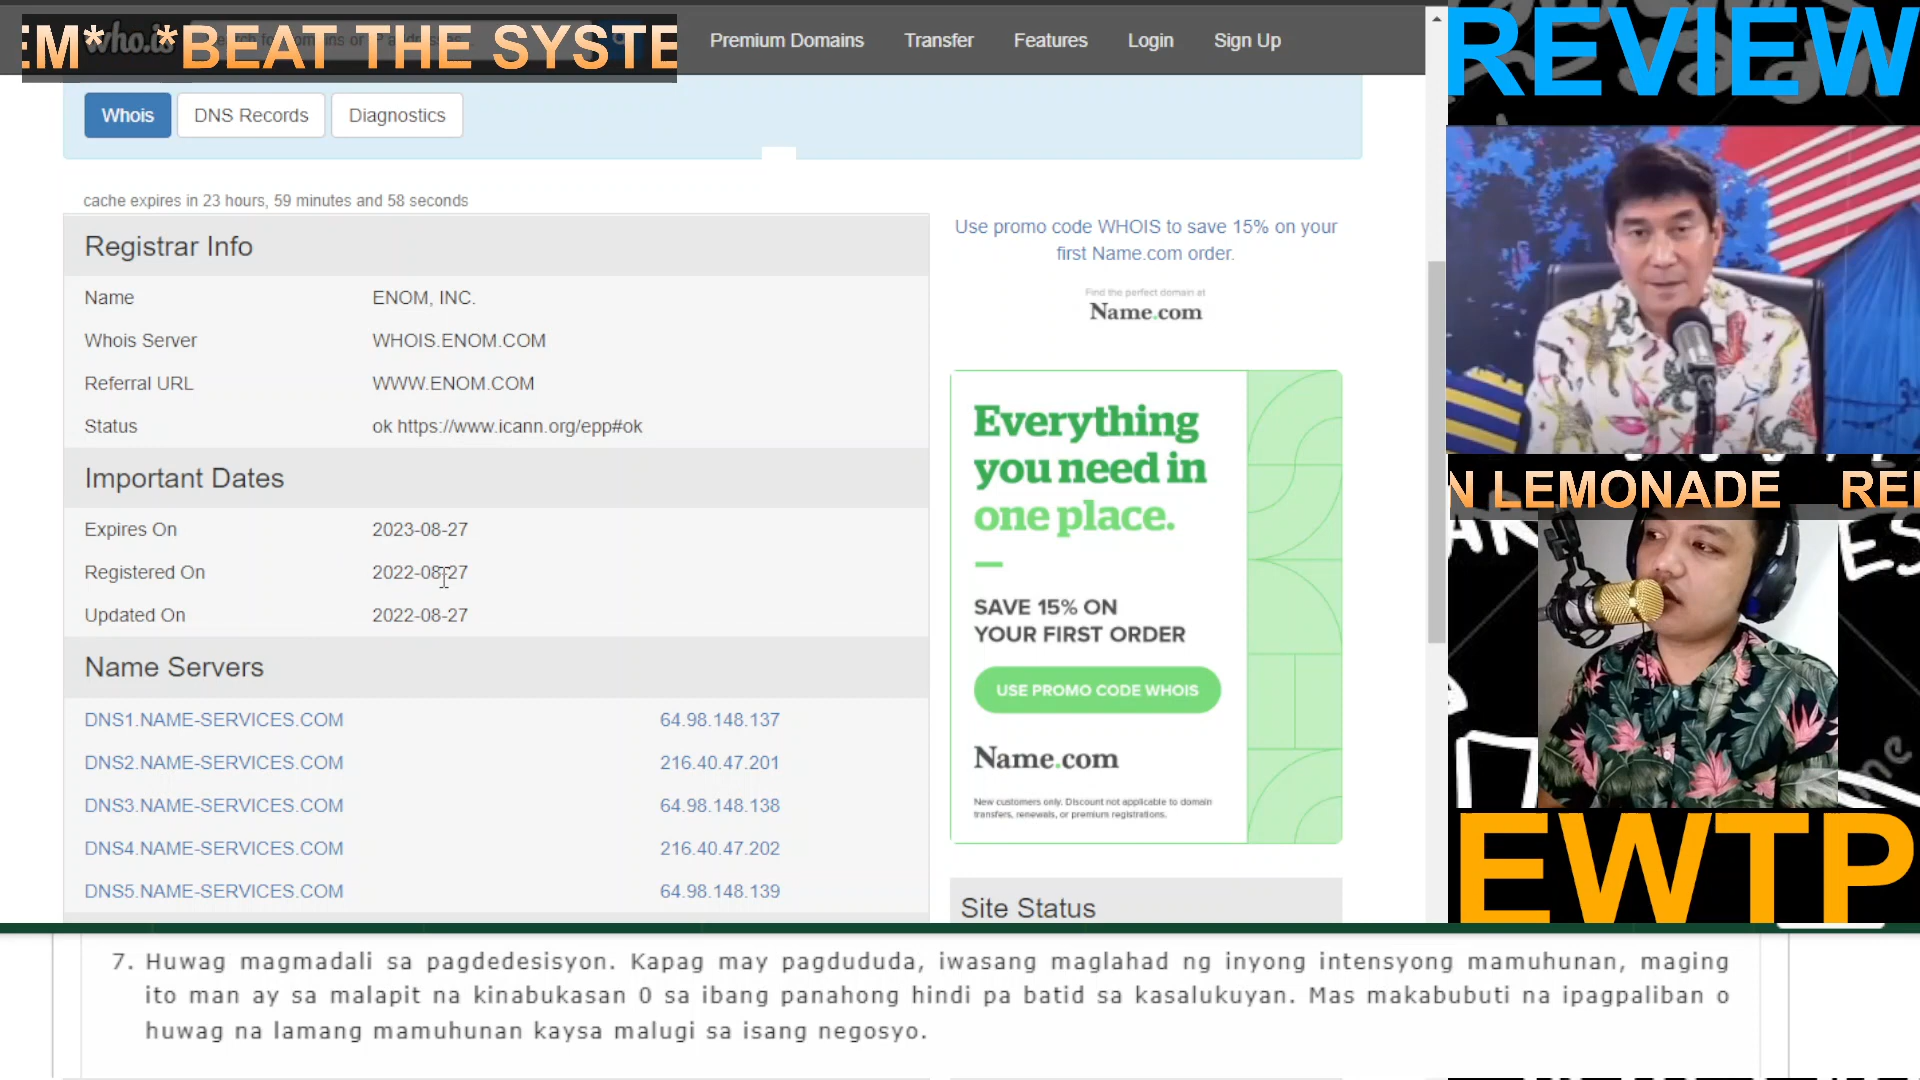 EM* *BEAT THE SYSTE
who.is
Premium Domains Transfer Features Login Sign Up
REVIEW
Whois DNS Records Diagnostics
cache expires in 23 hours, 59 minutes and 58 seconds
Registrar Info
Name ENOM, INC.
Whois Server WHOIS.ENOM.COM
Referral URL WWW.ENOM.COM
Status ok https://www.icann.org/epp#ok
Important Dates
Expires On 2023-08-27
Registered On 2022-08-27
Updated On 2022-08-27
Name Servers
DNS1.NAME-SERVICES.COM 64.98.148.137
DNS2.NAME-SERVICES.COM 216.40.47.201
DNS3.NAME-SERVICES.COM 64.98.148.138
DNS4.NAME-SERVICES.COM 216.40.47.202
DNS5.NAME-SERVICES.COM 64.98.148.139
Use promo code WHOIS to save 15% on your
first Name.com order.
Find the perfect domain at
Name.com
Everything
you need in
one place.
SAVE 15% ON
YOUR FIRST ORDER
USE PROMO CODE WHOIS
Name.com
New customers only. Discount not applicable to domain
transfers, renewals, or premium registrations.
Site Status
N LEMONADE REI
EWTP
7. Huwag magmadali sa pagdedesisyon. Kapag may pagdududa, iwasang maglahad ng inyong intensyong mamuhunan, maging
ito man ay sa malapit na kinabukasan 0 sa ibang panahong hindi pa batid sa kasalukuyan. Mas makabubuti na ipagpaliban o
huwag na lamang mamuhunan kaysa malugi sa isang negosyo.